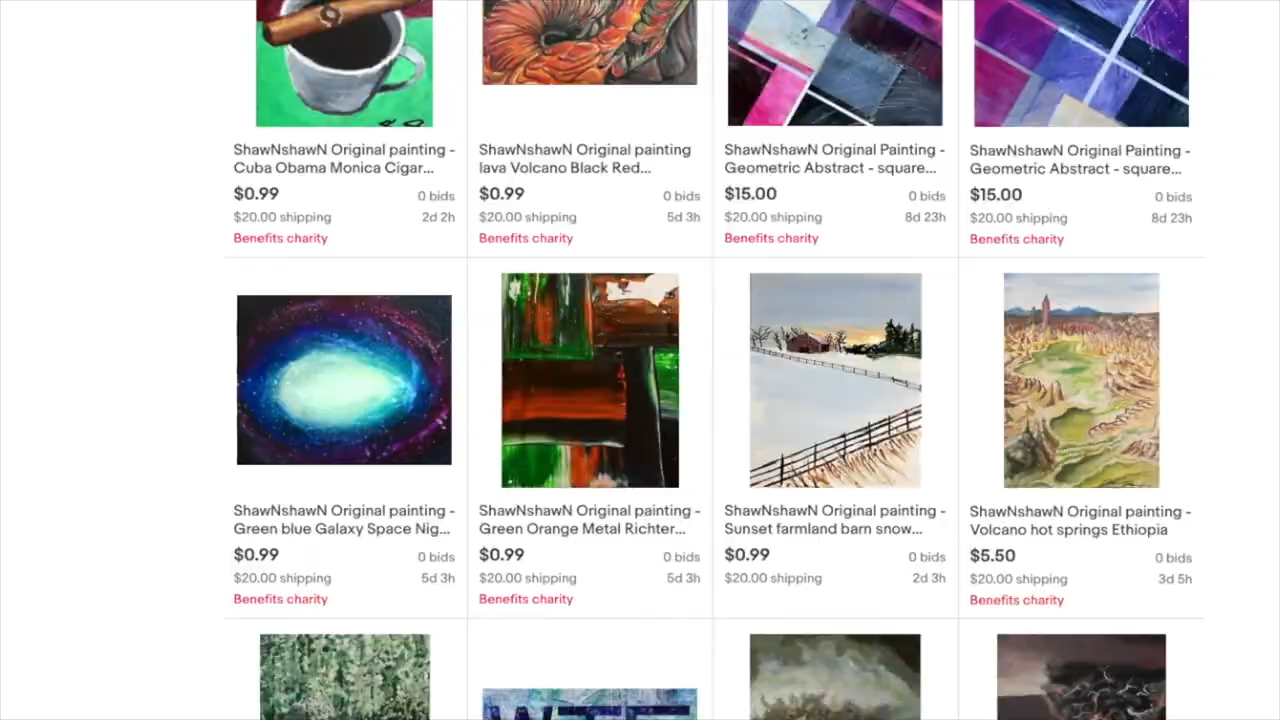 ShawNshawN Original painting -
Cuba Obama Monica Cigar...
$0.99
0 bids
$20.00 shipping
2d 2h
Benefits charity
ShawNshawN Original painting
lava Volcano Black Red...
$0.99
0 bids
$20.00 shipping
5d 3h
Benefits charity
ShawNshawN Original Painting -
Geometric Abstract - square...
$15.00
0 bids
$20.00 shipping
8d 23h
Benefits charity
ShawNshawN Original Painting -
Geometric Abstract - square...
$15.00
0 bids
$20.00 shipping
8d 23h
Benefits charity
ShawNshawN Original painting -
Green blue Galaxy Space Nig...
$0.99
0 bids
$20.00 shipping
5d 3h
Benefits charity
ShawNshawN Original painting -
Green Orange Metal Richter...
$0.99
0 bids
$20.00 shipping
5d 3h
Benefits charity
ShawNshawN Original painting -
Sunset farmland barn snow...
$0.99
0 bids
$20.00 shipping
2d 3h
ShawNshawN Original painting -
Volcano hot springs Ethiopia
$5.50
0 bids
$20.00 shipping
3d 5h
Benefits charity